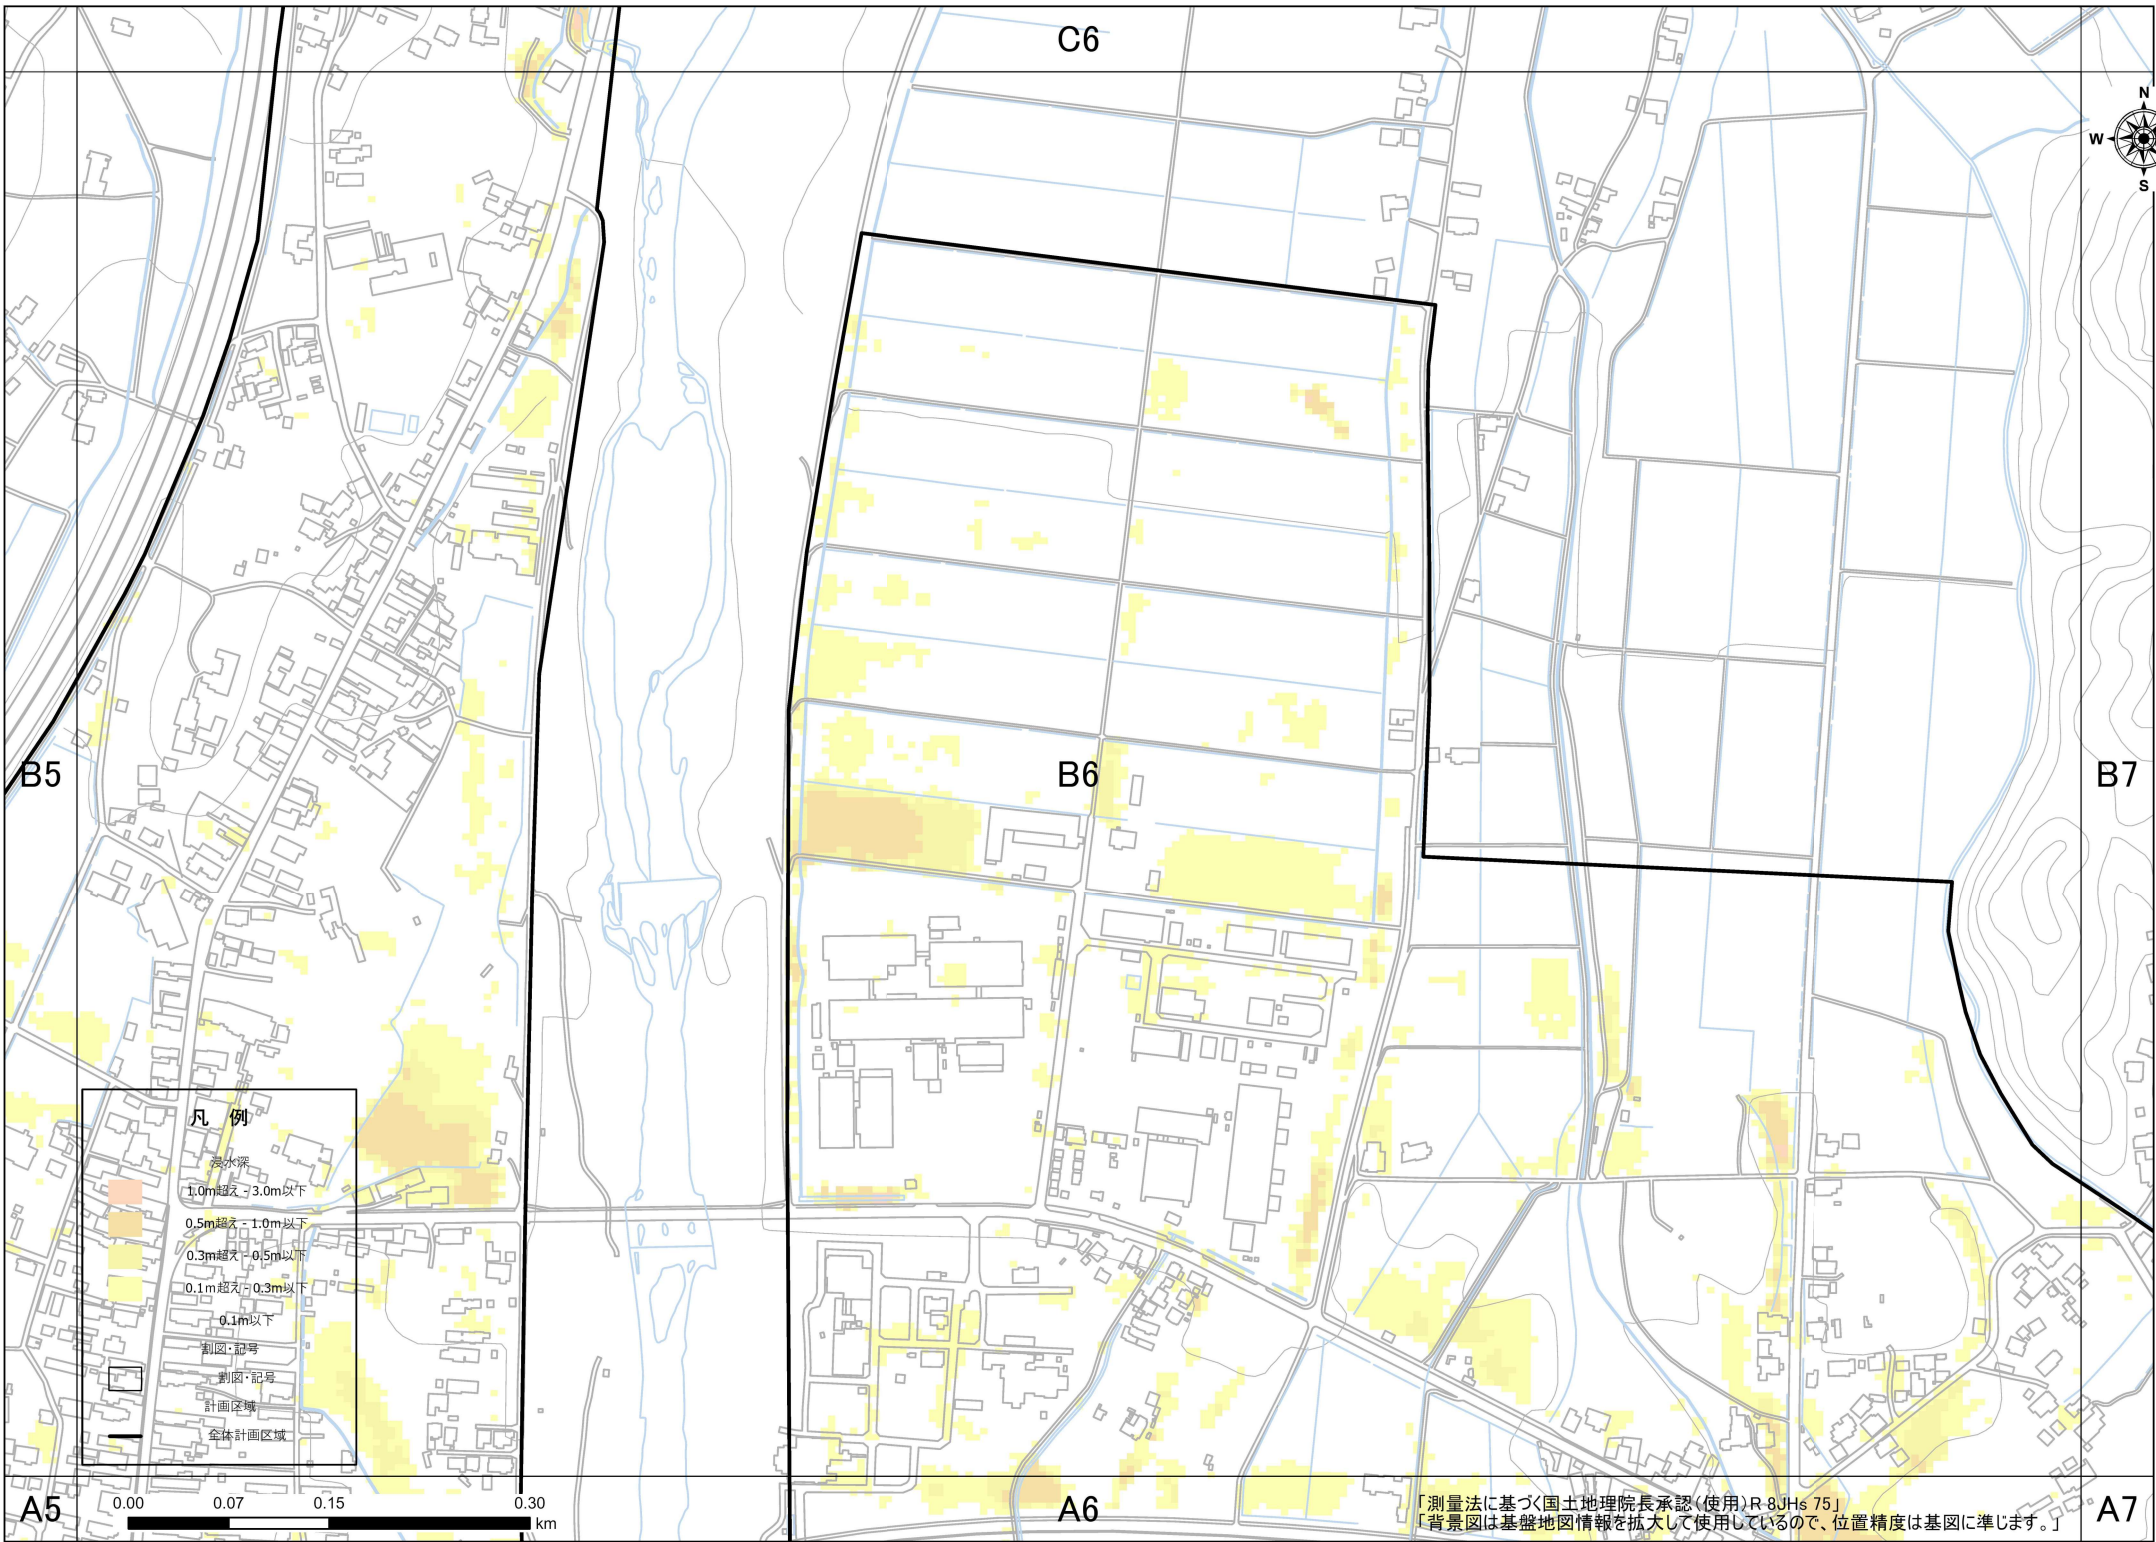 C6
N
W
S
B5
B6
B7
凡 例
浸水深
1.0m超え - 3.0m以下
0.5m超え - 1.0m以下
0.3m超え - 0.5m以下
0.1m超え - 0.3m以下
0.1m以下
割図・記号
割図・記号
計画区域
全体計画区域
A5
0.00 0.07 0.15 0.30
km
A6
「測量法に基づく国土地理院長承認（使用）R 8JHs 75」
「背景図は基盤地図情報を拡大して使用しているので、位置精度は基図に準じます。」
A7